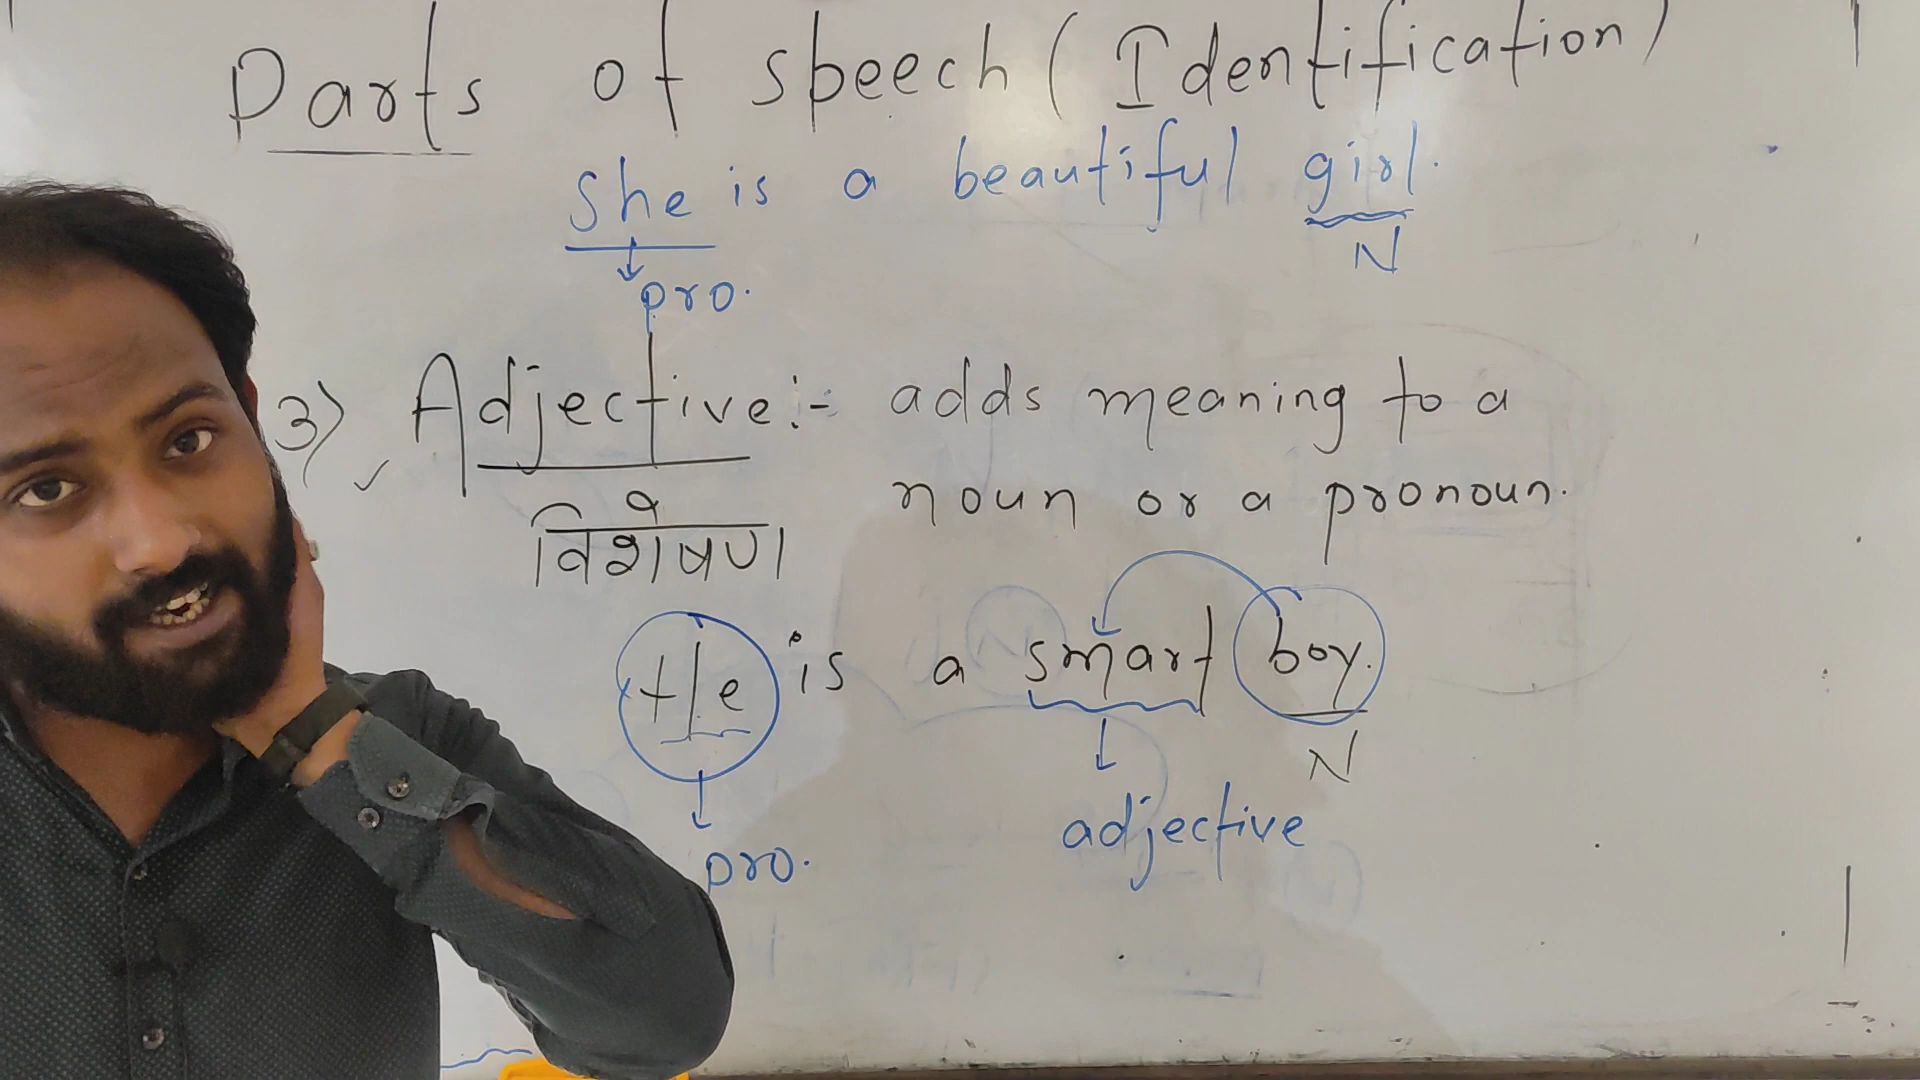 Parts of speech (Identification)
She is a beautiful girl.
N
pro.
3) Adjective :- adds meaning to a
noun or a pronoun.
विशेषण
He is a smart boy.
N
adjective
pro.